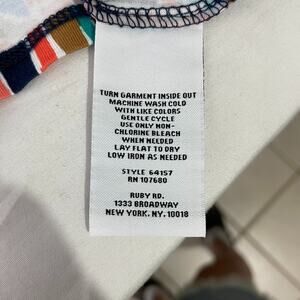 TURN GARMENT INSIDE OUT
MACHINE WASH COLD
WITH LIKE COLORS
GENTLE CYCLE
USE ONLY NON-
CHLORINE BLEACH
WHEN NEEDED
LAY FLAT TO DRY
LOW IRON AS NEEDED
STYLE 64157
RN 107680
RUBY RD.
1333 BROADWAY
NEW YORK, NY. 10018